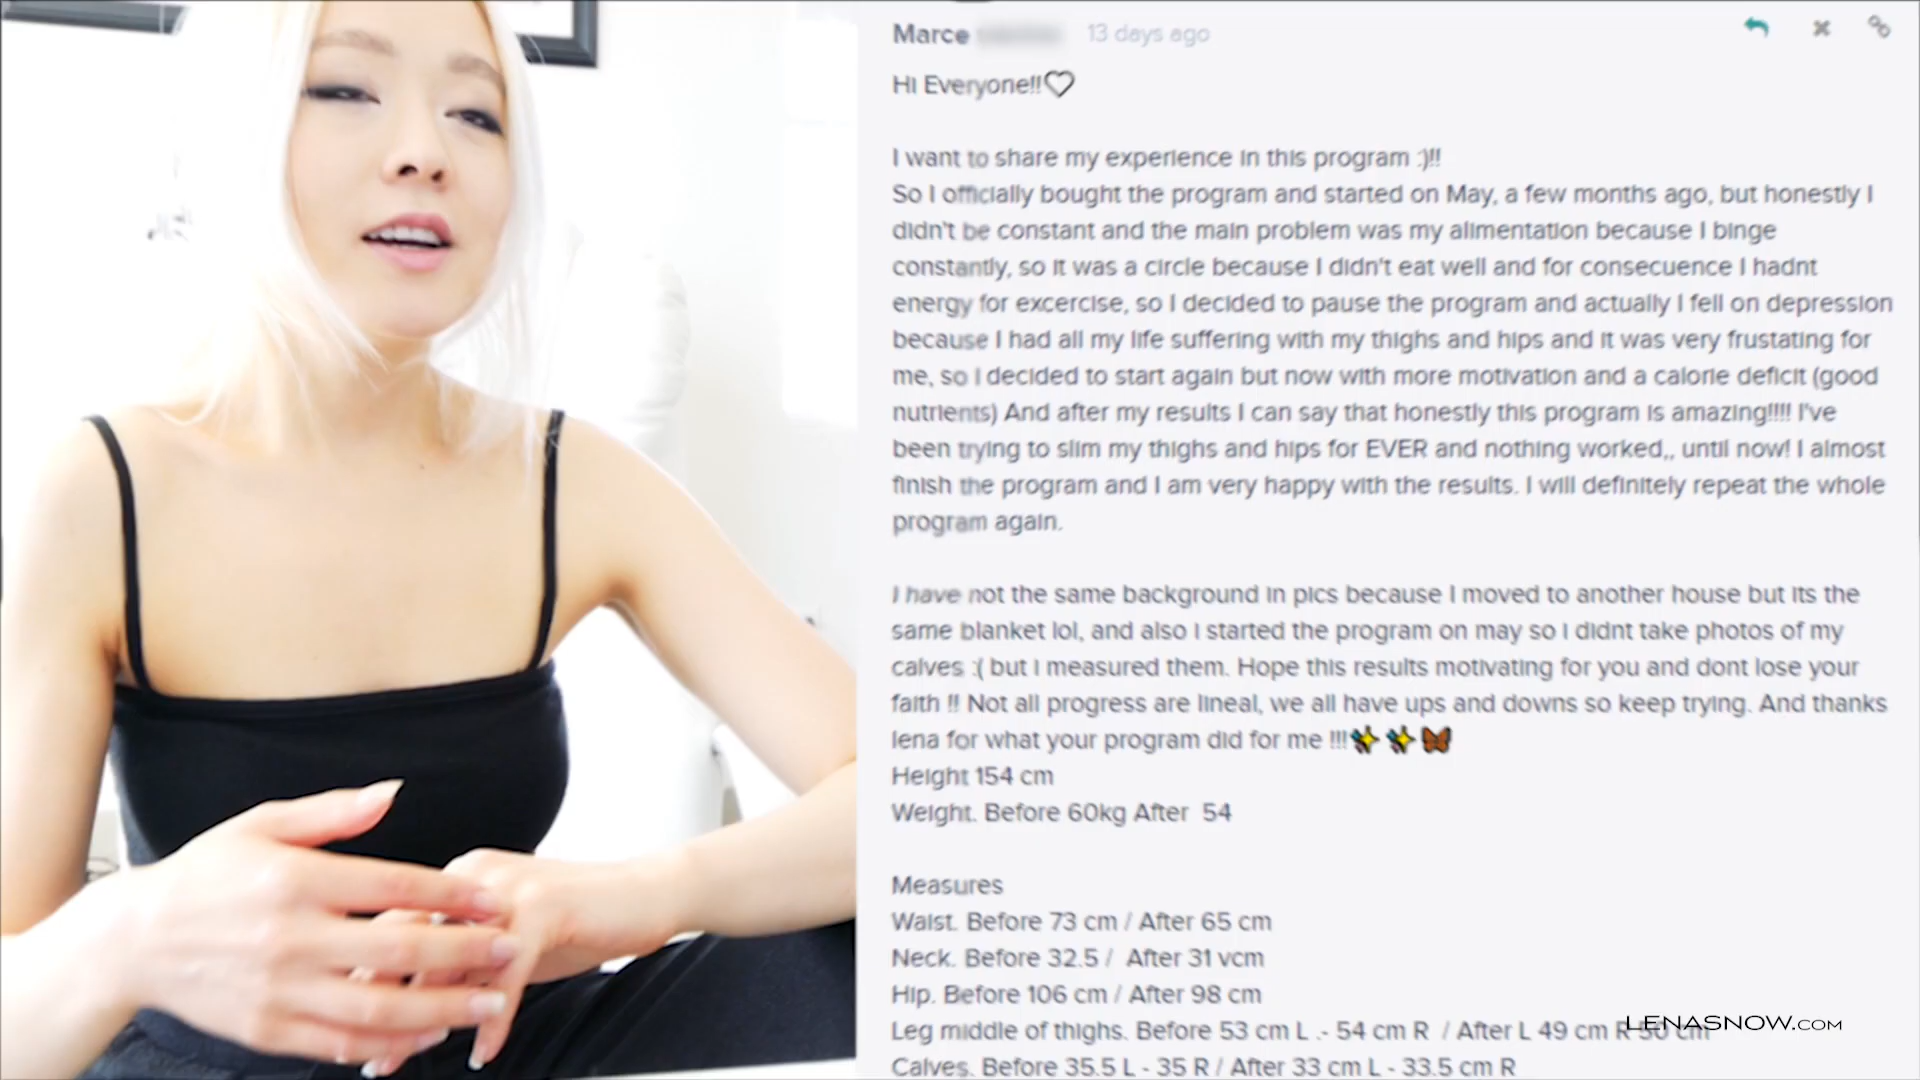 Marce 13 days ago
Hi Everyone!!♡
I want to share my experience in this program :)!!
So I officially bought the program and started on May, a few months ago, but honestly I
didn't be constant and the main problem was my alimentation because I binge
constantly, so it was a circle because I didn't eat well and for consecuence I hadnt
energy for excercise, so I decided to pause the program and actually I fell on depression
because I had all my life suffering with my thighs and hips and it was very frustating for
me, so I decided to start again but now with more motivation and a calorie deficit (good
nutrients) And after my results I can say that honestly this program is amazing!!!! I've
been trying to slim my thighs and hips for EVER and nothing worked,, until now! I almost
finish the program and I am very happy with the results. I will definitely repeat the whole
program again.
I have not the same background in pics because I moved to another house but its the
same blanket lol, and also i started the program on may so I didnt take photos of my
calves :( but i measured them. Hope this results motivating for you and dont lose your
faith !! Not all progress are lineal, we all have ups and downs so keep trying. And thanks
lena for what your program did for me !!!✨✨🦋
Height 154 cm
Weight. Before 60kg After 54
Measures
Waist. Before 73 cm / After 65 cm
Neck. Before 32.5 / After 31 vcm
Hip. Before 106 cm / After 98 cm
Leg middle of thighs. Before 53 cm L .- 54 cm R / After L 49 cm R 50 cm
LENASNOW.COM
Calves. Before 35.5 L - 35 R / After 33 cm L - 33.5 cm R